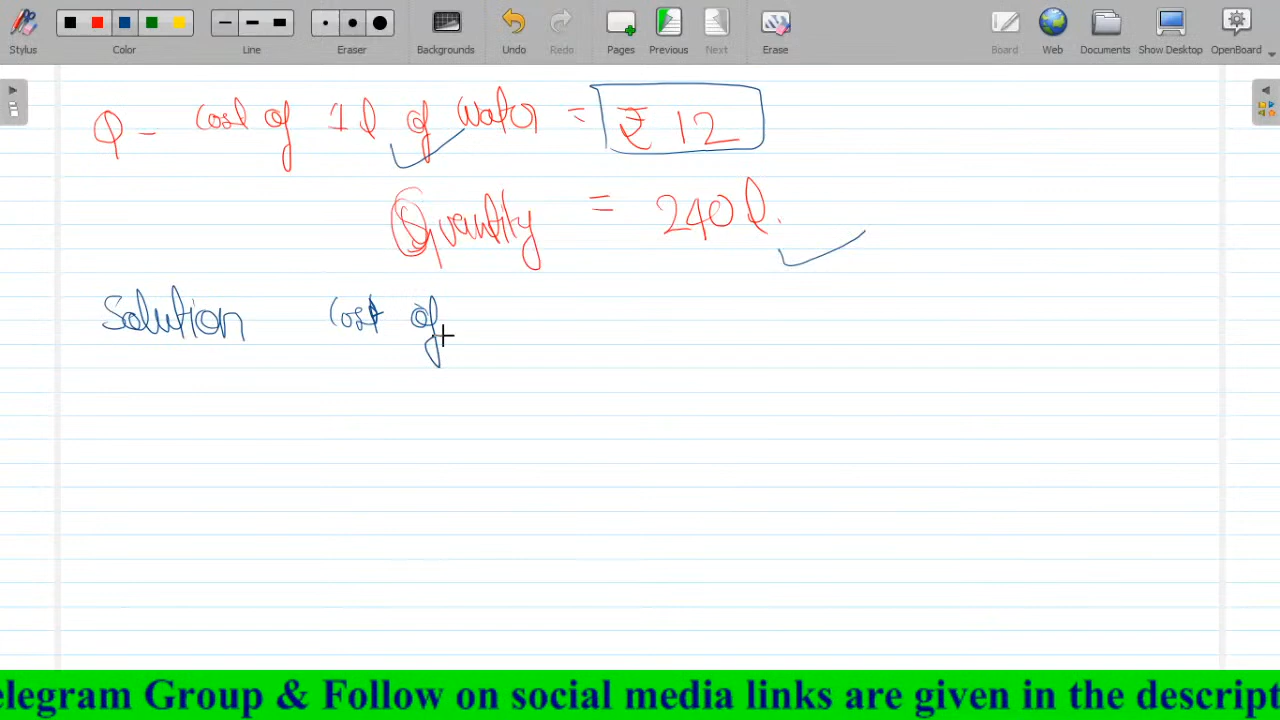 Stylus Color Line Eraser Backgrounds Undo Redo Pages Previous Next Erase Board Web Documents Show Desktop OpenBoard
Q - cost of 1 l of water = ₹ 12
Quantity = 240 l.
Solution cost of
elegram Group & Follow on social media links are given in the descript